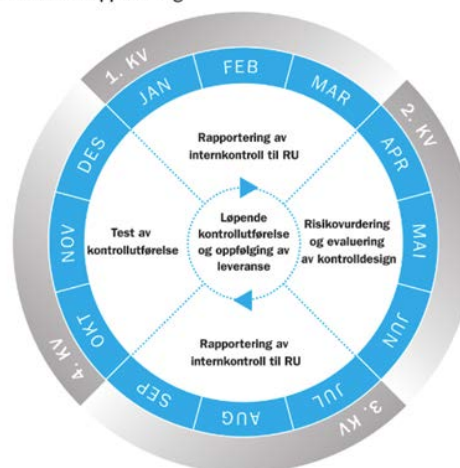 1. KV
JAN
FEB
MAR
2. KV
APR
MAI
JUN
3. KV
JUL
AUG
SEP
4. KV
OKT
NOV
DES
Rapportering av
internkontroll til RU
Test av
kontrollutførelse
Løpende
kontrollutførelse
og oppfølging av
leveranse
Risikovurdering
og evaluering
av kontrolldesign
Rapportering av
internkontroll til RU